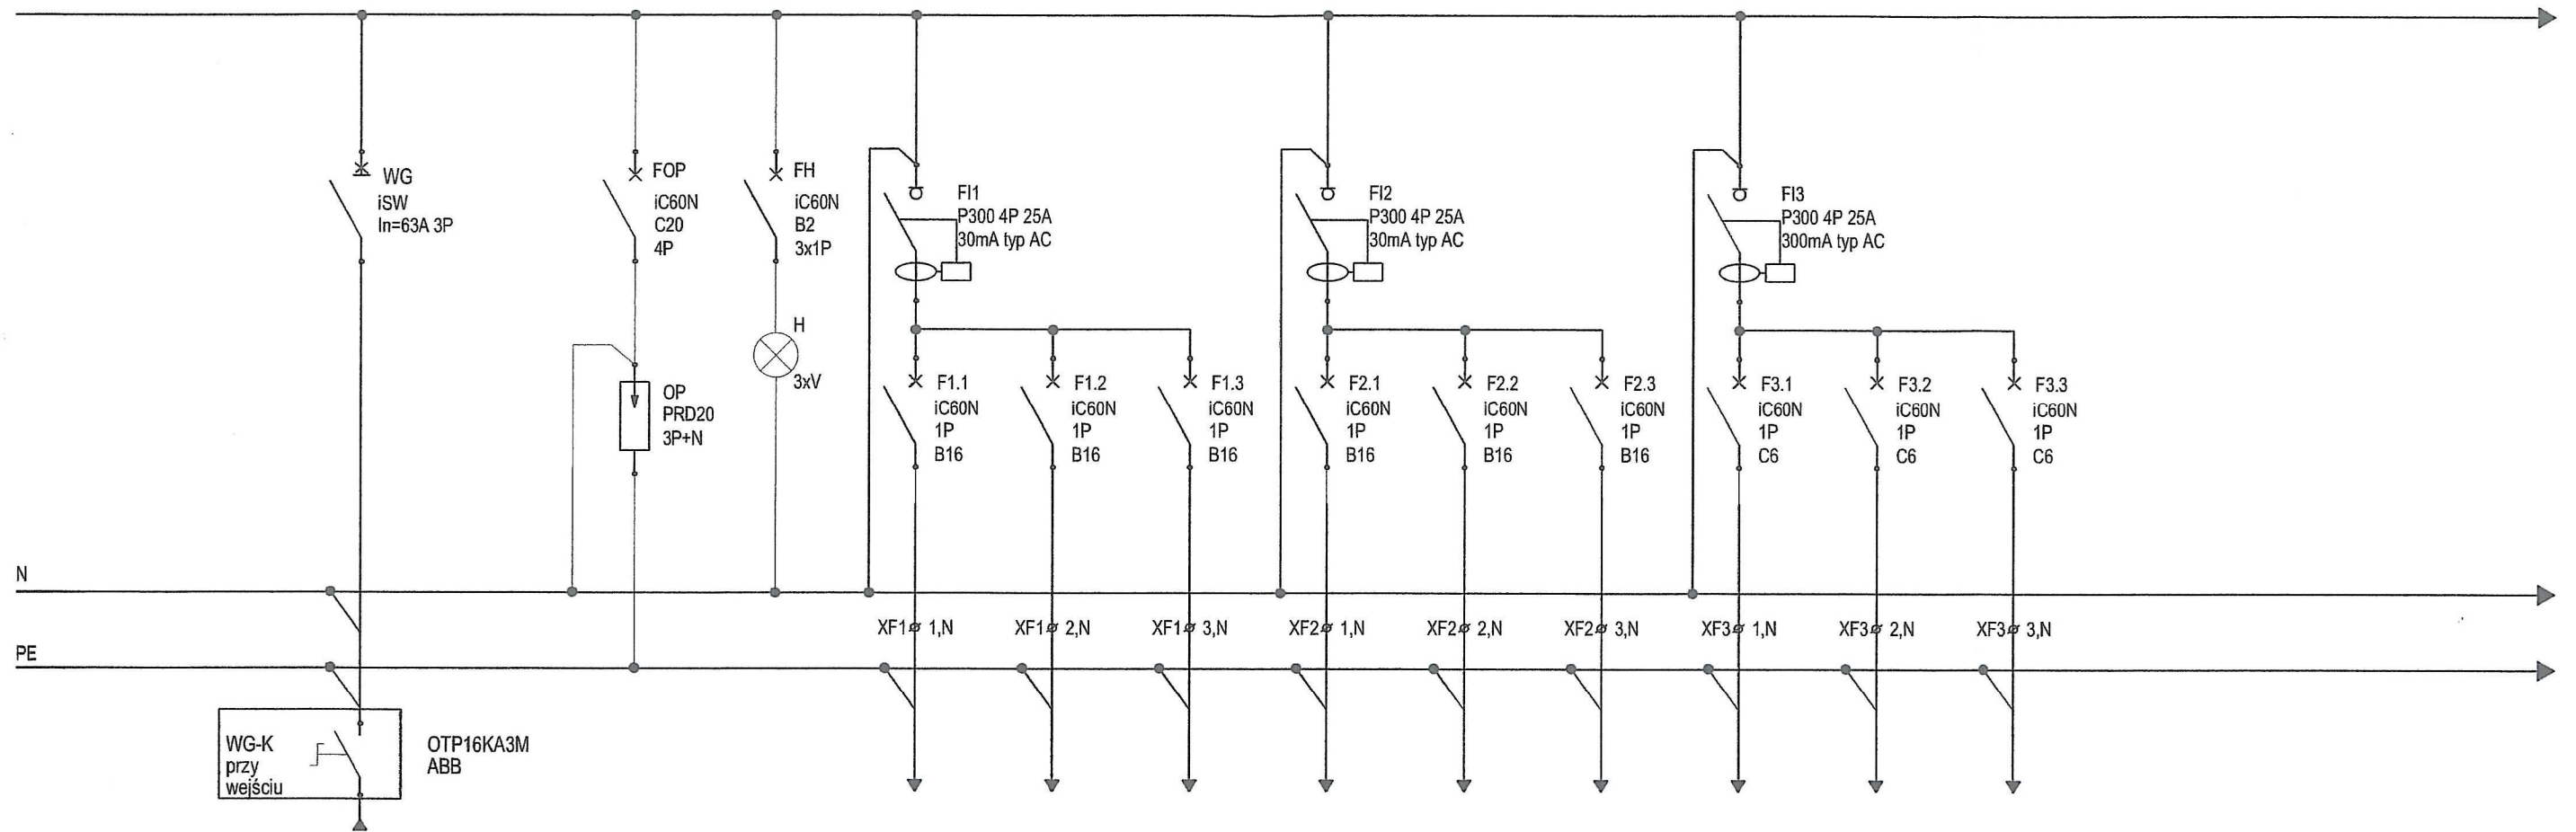 WG
iSW
In=63A 3P
FOP
iC60N
C20
4P
FH
iC60N
B2
3x1P
FI1
P300 4P 25A
30mA typ AC
FI2
P300 4P 25A
30mA typ AC
FI3
P300 4P 25A
300mA typ AC
H
3xV
OP
PRD20
3P+N
F1.1
iC60N
1P
B16
F1.2
iC60N
1P
B16
F1.3
iC60N
1P
B16
F2.1
iC60N
1P
B16
F2.2
iC60N
1P
B16
F2.3
iC60N
1P
B16
F3.1
iC60N
1P
C6
F3.2
iC60N
1P
C6
F3.3
iC60N
1P
C6
N
XF1 1,N
XF1 2,N
XF1 3,N
XF2 1,N
XF2 2,N
XF2 3,N
XF3 1,N
XF3 2,N
XF3 3,N
PE
WG-K
przy
wejściu
OTP16KA3M
ABB